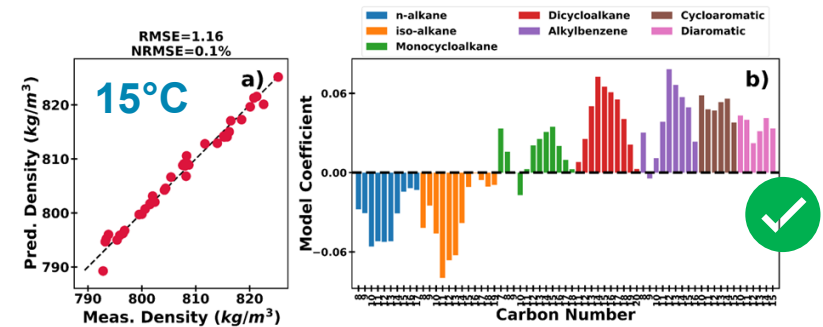 RMSE=1.16
NRMSE=0.1%
15°C
a)
Pred. Density (kg/m³)
820
810
800
790
790 800 810 820
Meas. Density (kg/m³)
n-alkane
iso-alkane
Monocycloalkane
Dicycloalkane
Alkylbenzene
Cycloaromatic
Diaromatic
b)
Model Coefficient
0.06
0.00
−0.06
Carbon Number